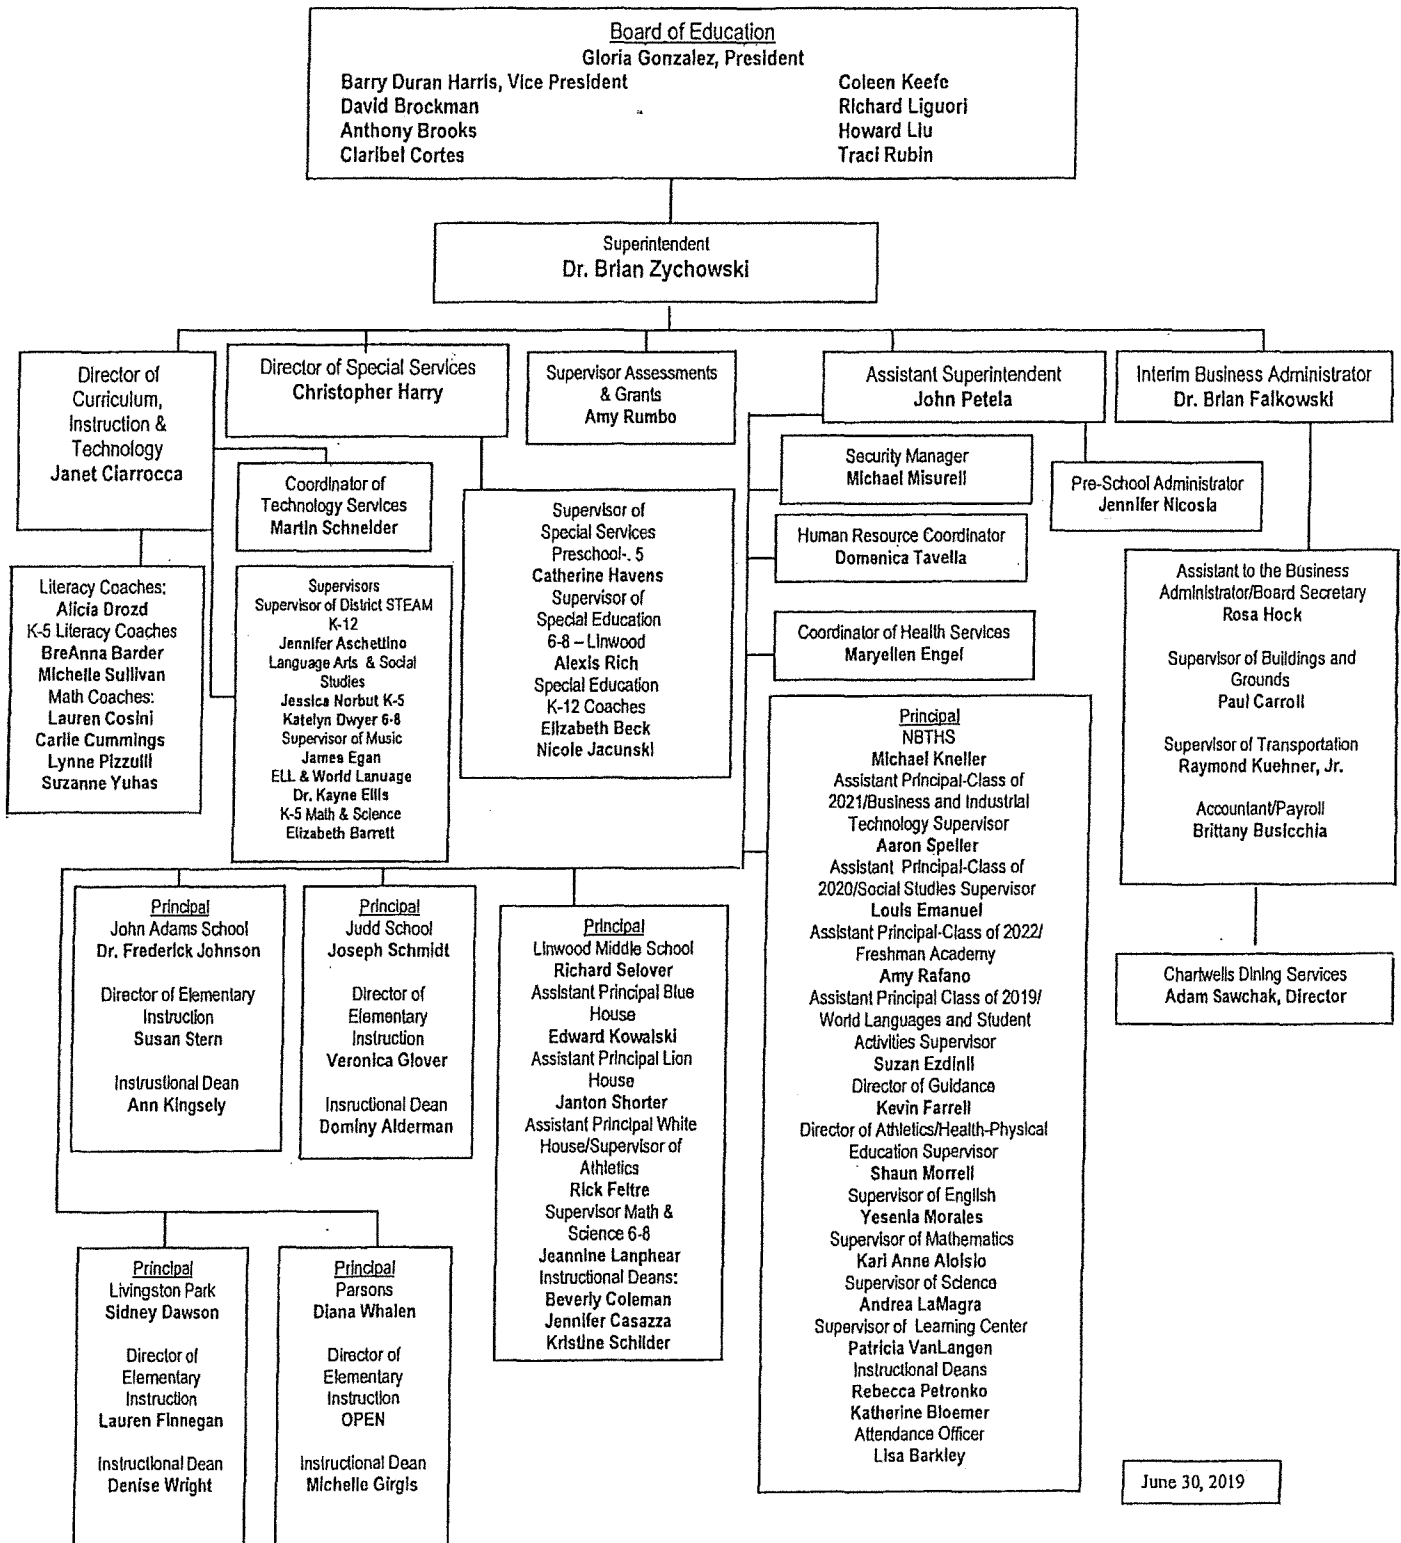 Board of Education
Gloria Gonzalez, President
Barry Duran Harris, Vice President
David Brockman
Anthony Brooks
Claribel Cortes
Coleen Keefe
Richard Liguori
Howard Liu
Traci Rubin
Superintendent
Dr. Brian Zychowski
Director of
Curriculum,
Instruction &
Technology
Janet Ciarrocca
Director of Special Services
Christopher Harry
Supervisor Assessments
& Grants
Amy Rumbo
Assistant Superintendent
John Petela
Interim Business Administrator
Dr. Brian Falkowski
Coordinator of
Technology Services
Martin Schneider
Security Manager
Michael Misurell
Pre-School Administrator
Jennifer Nicosia
Human Resource Coordinator
Domenica Tavella
Coordinator of Health Services
Maryellen Engel
Literacy Coaches:
Alicia Drozd
K-5 Literacy Coaches
BreAnna Barder
Michelle Sullivan
Math Coaches:
Lauren Cosini
Carlie Cummings
Lynne Pizzulli
Suzanne Yuhas
Supervisors
Supervisor of District STEAM
K-12
Jennifer Aschettino
Language Arts & Social
Studies
Jessica Norbut K-5
Katelyn Dwyer 6-8
Supervisor of Music
James Egan
ELL & World Lanuage
Dr. Kayne Ellis
K-5 Math & Science
Elizabeth Barrett
Supervisor of
Special Services
Preschool-. 5
Catherine Havens
Supervisor of
Special Education
6-8 – Linwood
Alexis Rich
Special Education
K-12 Coaches
Elizabeth Beck
Nicole Jacunski
Assistant to the Business
Administrator/Board Secretary
Rosa Hock
Supervisor of Buildings and
Grounds
Paul Carroll
Supervisor of Transportation
Raymond Kuehner, Jr.
Accountant/Payroll
Brittany Busicchia
Chartwells Dining Services
Adam Sawchak, Director
Principal
John Adams School
Dr. Frederick Johnson
Director of Elementary
Instruction
Susan Stern
Instrustional Dean
Ann Kingsely
Principal
Judd School
Joseph Schmidt
Director of
Elementary
Instruction
Veronica Glover
Insructional Dean
Dominy Alderman
Principal
Linwood Middle School
Richard Selover
Assistant Principal Blue
House
Edward Kowalski
Assistant Principal Lion
House
Janton Shorter
Assistant Principal White
House/Supervisor of
Athletics
Rick Feltre
Supervisor Math &
Science 6-8
Jeannine Lanphear
Instructional Deans:
Beverly Coleman
Jennifer Casazza
Kristine Schilder
Principal
NBTHS
Michael Kneller
Assistant Principal-Class of
2021/Business and Industrial
Technology Supervisor
Aaron Speller
Assistant Principal-Class of
2020/Social Studies Supervisor
Louis Emanuel
Assistant Principal-Class of 2022/
Freshman Academy
Amy Rafano
Assistant Principal Class of 2019/
World Languages and Student
Activities Supervisor
Suzan Ezdinli
Director of Guidance
Kevin Farrell
Director of Athletics/Health-Physical
Education Supervisor
Shaun Morrell
Supervisor of English
Yesenia Morales
Supervisor of Mathematics
Kari Anne Aloisio
Supervisor of Science
Andrea LaMagra
Supervisor of Learning Center
Patricia VanLangen
Instructional Deans
Rebecca Petronko
Katherine Bloemer
Attendance Officer
Lisa Barkley
Principal
Livingston Park
Sidney Dawson
Director of
Elementary
Instruction
Lauren Finnegan
Instructional Dean
Denise Wright
Principal
Parsons
Diana Whalen
Director of
Elementary
Instruction
OPEN
Instructional Dean
Michelle Girgis
June 30, 2019